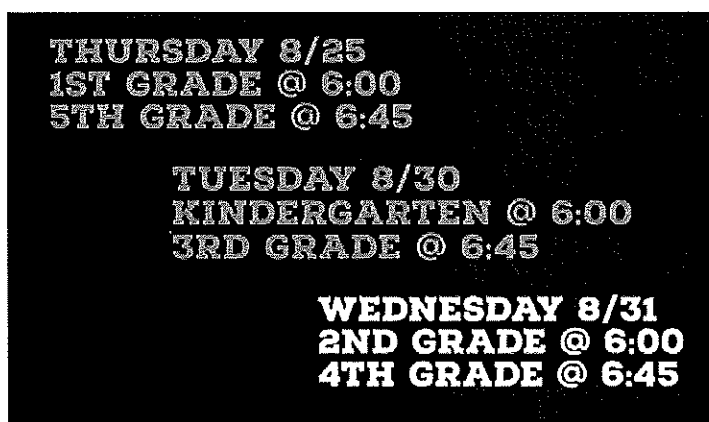 THURSDAY 8/25
1ST GRADE @ 6:00
5TH GRADE @ 6:45
TUESDAY 8/30
KINDERGARTEN @ 6:00
3RD GRADE @ 6:45
WEDNESDAY 8/31
2ND GRADE @ 6:00
4TH GRADE @ 6:45